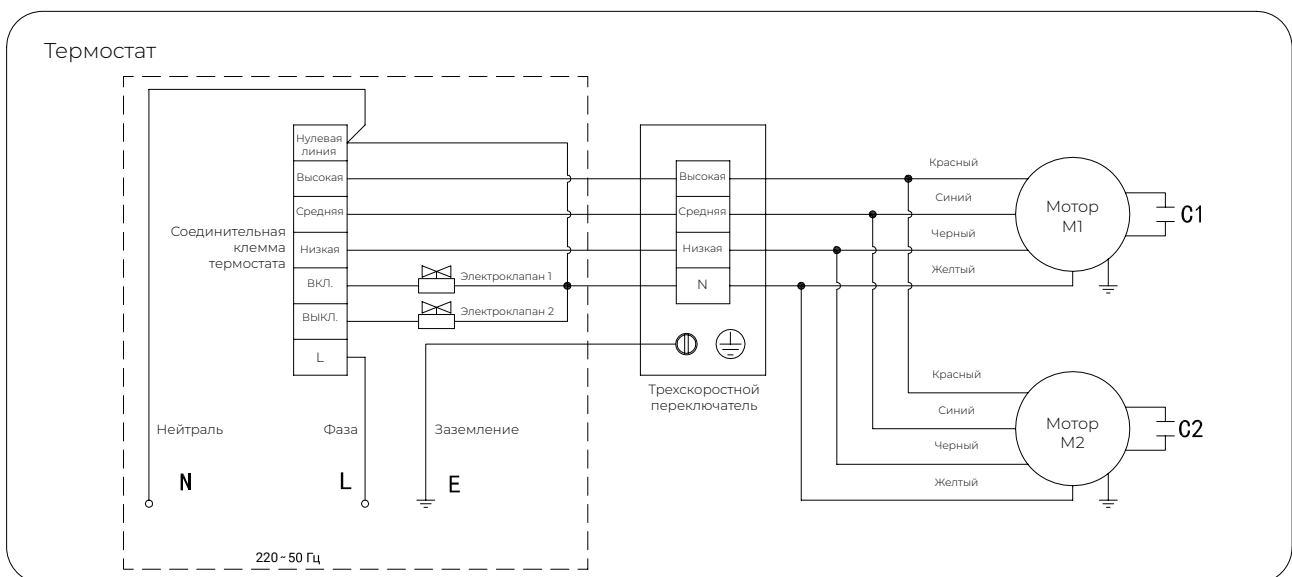 Термостат
Нулевая
линия
Высокая
Средняя
Низкая
ВКЛ.
ВЫКЛ.
L
Соединительная
клемма
термостата
Электроклапан 1
Электроклапан 2
Нейтраль
Фаза
Заземление
N
L
E
220~50 Гц
Высокая
Средняя
Низкая
N
Трехскоростной
переключатель
Красный
Синий
Черный
Желтый
Мотор
M1
C1
Красный
Синий
Черный
Желтый
Мотор
M2
C2